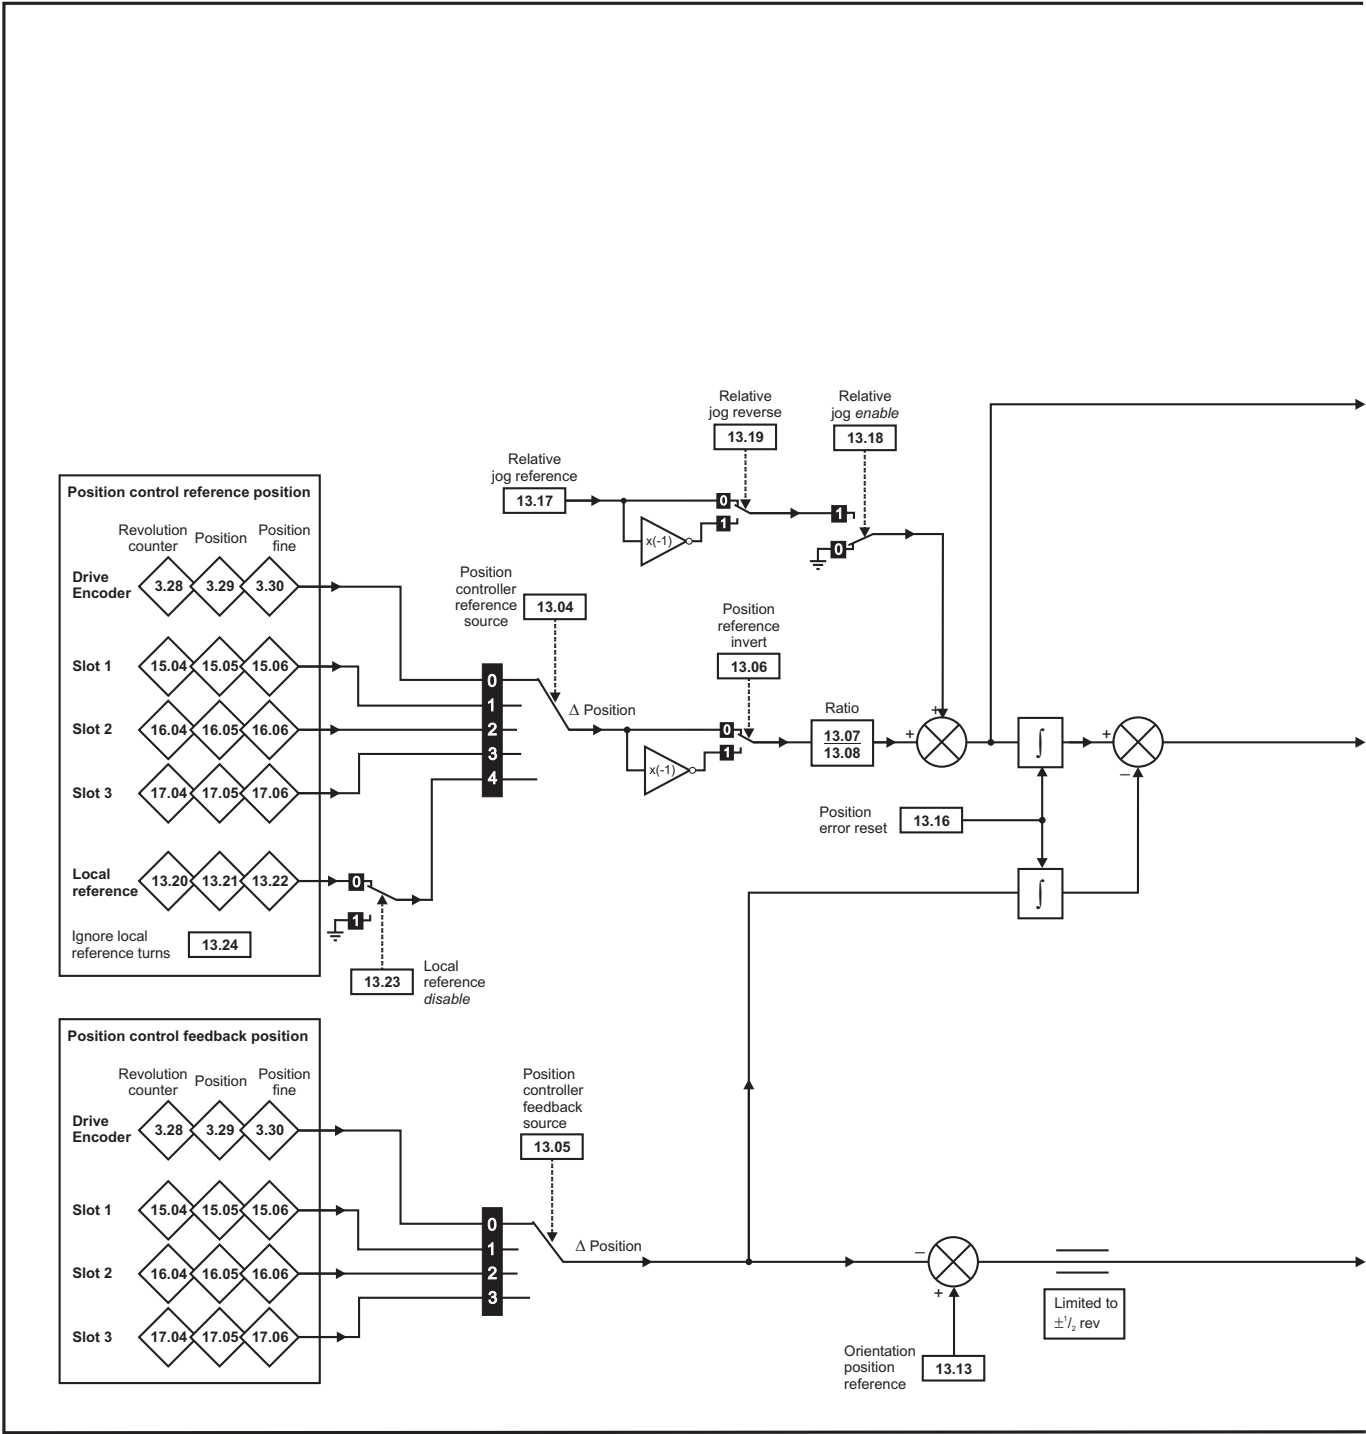 Relative
jog reverse
13.19
Relative
jog enable
13.18
Relative
jog reference
13.17
0
1
x(-1)
1
0
Position control reference position
Revolution
counter
Position
Position
fine
Drive
Encoder
3.28
3.29
3.30
Slot 1
15.04
15.05
15.06
Slot 2
16.04
16.05
16.06
Slot 3
17.04
17.05
17.06
Local
reference
13.20
13.21
13.22
Ignore local
reference turns
13.24
0
1
13.23
Local
reference
disable
Position
controller
reference
source
13.04
0
1
2
3
4
Δ Position
x(-1)
Position
reference
invert
13.06
0
1
Ratio
13.07
13.08
+
+
∫
+
−
Position
error reset
13.16
∫
Position control feedback position
Revolution
counter
Position
Position
fine
Drive
Encoder
3.28
3.29
3.30
Slot 1
15.04
15.05
15.06
Slot 2
16.04
16.05
16.06
Slot 3
17.04
17.05
17.06
Position
controller
feedback
source
13.05
0
1
2
3
Δ Position
−
+
Limited to
±1/2 rev
Orientation
position
reference
13.13